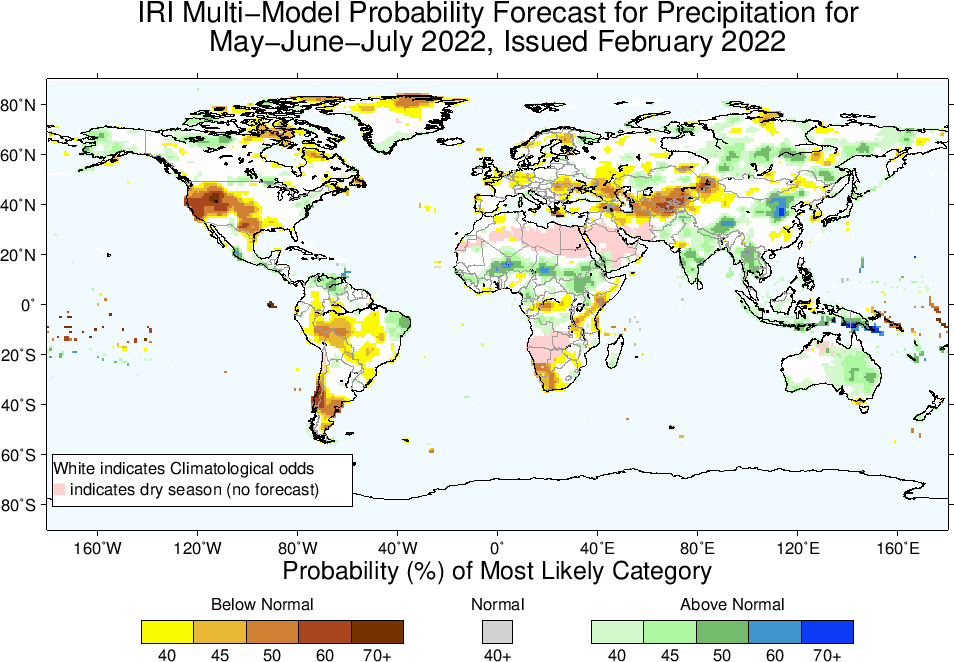 IRI Multi−Model Probability Forecast for Precipitation for
May−June−July 2022, Issued February 2022
80˚N
60˚N
40˚N
20˚N
0˚
20˚S
40˚S
60˚S
80˚S
White indicates Climatological odds
indicates dry season (no forecast)
160˚W 120˚W 80˚W 40˚W 0˚ 40˚E 80˚E 120˚E 160˚E
Probability (%) of Most Likely Category
Below Normal Normal Above Normal
40 45 50 60 70+ 40+ 40 45 50 60 70+